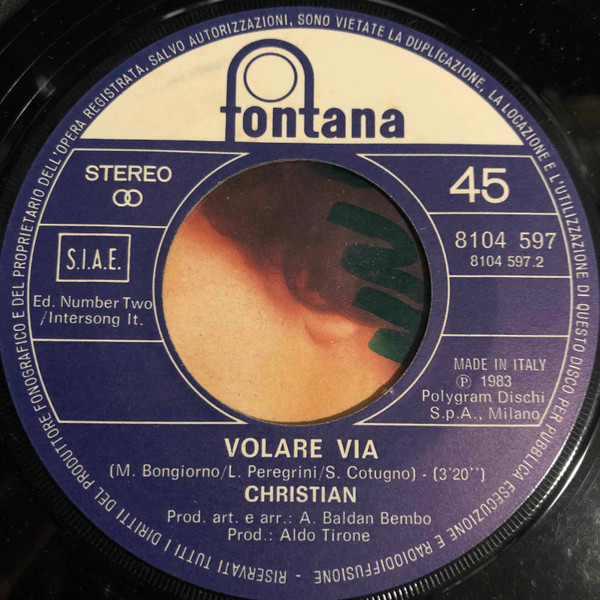 RISERVATI TUTTI I DIRITTI DEL PRODUTTORE FONOGRAFICO E DEL PROPRIETARIO DELL'OPERA REGISTRATA, SALVO AUTORIZZAZIONI, SONO VIETATE LA DUPLICAZIONE, LA LOCAZIONE E L'UTILIZZAZIONE DI QUESTO DISCO PER PUBBLICA ESECUZIONE E RADIODIFFUSIONE -
fontana
STEREO
45
S.I.A.E.
8104 597
8104 597.2
Ed. Number Two
/Intersong It.
MADE IN ITALY
Ⓟ 1983
Polygram Dischi
S.p.A., Milano
VOLARE VIA
(M. Bongiorno/L. Peregrini/S. Cotugno) - (3'20'')
CHRISTIAN
Prod. art. e arr.: A. Baldan Bembo
Prod.: Aldo Tirone